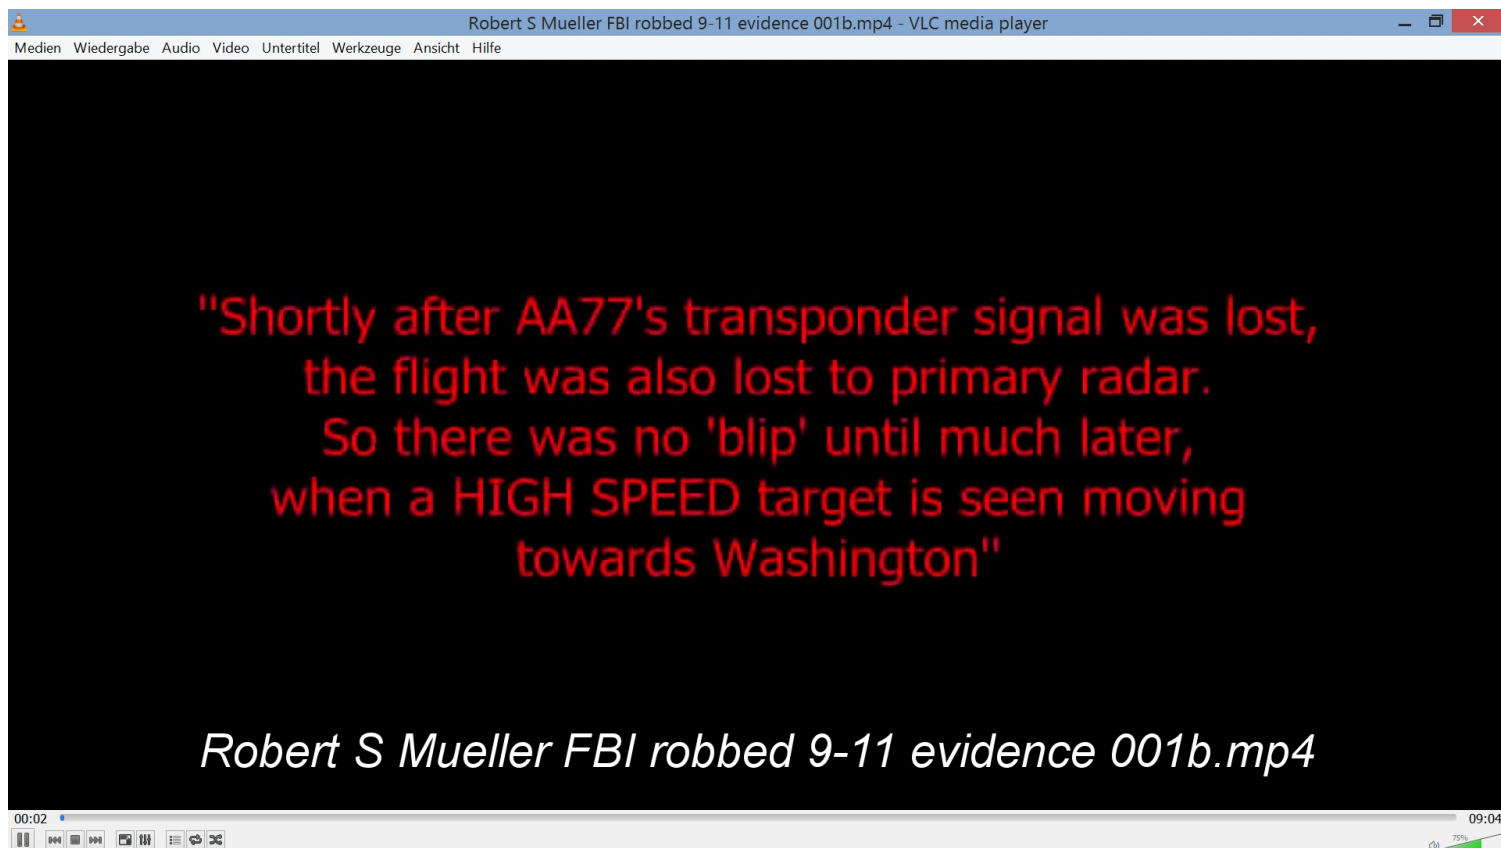 Robert S Mueller FBI robbed 9-11 evidence 001b.mp4 - VLC media player
Medien Wiedergabe Audio Video Untertitel Werkzeuge Ansicht Hilfe
"Shortly after AA77's transponder signal was lost,
the flight was also lost to primary radar.
So there was no 'blip' until much later,
when a HIGH SPEED target is seen moving
towards Washington"
Robert S Mueller FBI robbed 9-11 evidence 001b.mp4
00:02 09:04
75%